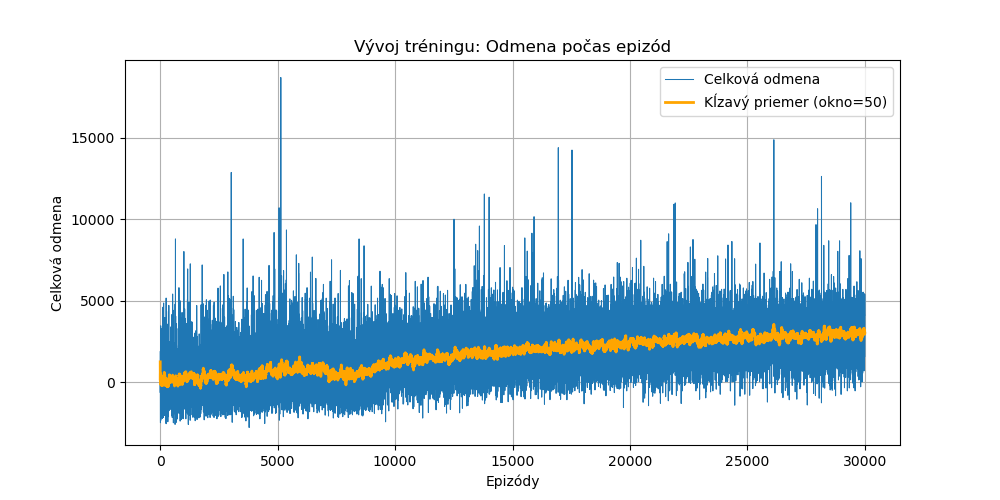 Vývoj tréningu: Odmena počas epizód
Celková odmena
Kĺzavý priemer (okno=50)
Celková odmena
15000
10000
5000
0
0
5000
10000
15000
20000
25000
30000
Epizódy